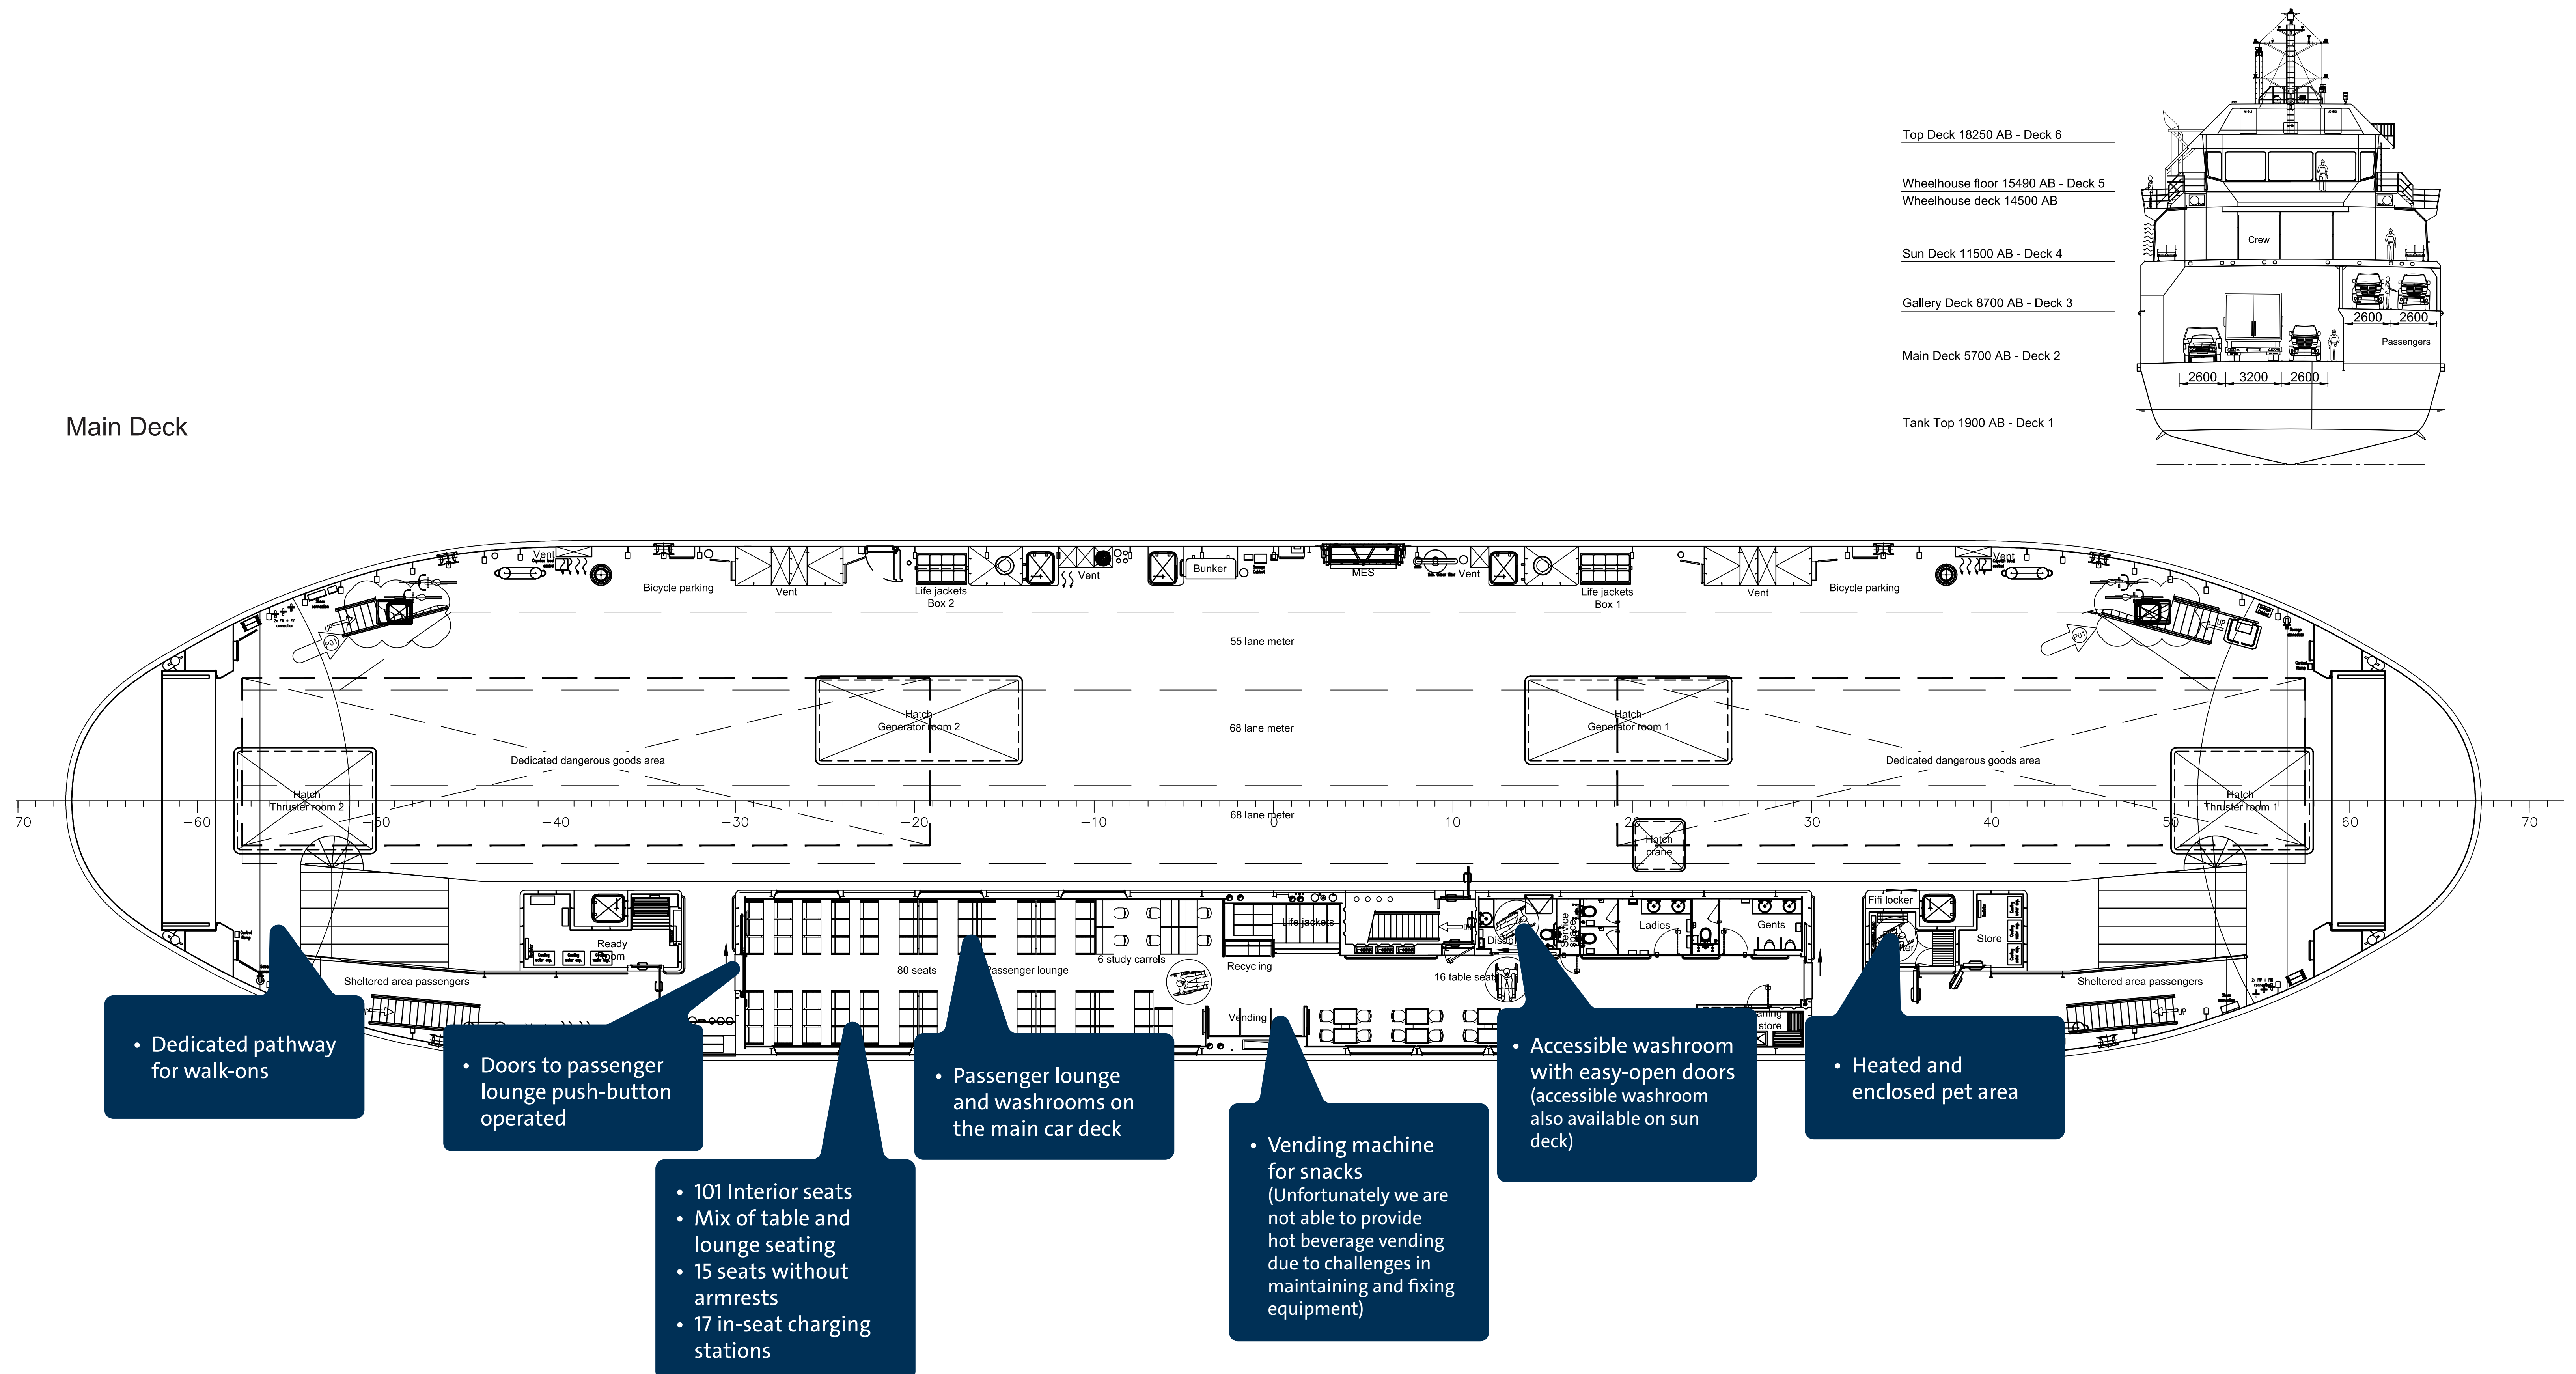 Top Deck 18250 AB - Deck 6
Wheelhouse floor 15490 AB - Deck 5
Wheelhouse deck 14500 AB
Sun Deck 11500 AB - Deck 4
Gallery Deck 8700 AB - Deck 3
Main Deck 5700 AB - Deck 2
Tank Top 1900 AB - Deck 1
Crew
2600 2600
Passengers
2600 3200 2600
Main Deck
Vent
Bicycle parking
Vent
Life jackets
Box 2
Vent
Bunker
MES
Vent
Life jackets
Box 1
Vent
Bicycle parking
Vent
UP
P01
UP
P01
55 lane meter
68 lane meter
68 lane meter
Hatch
Generator room 2
Hatch
Generator room 1
Dedicated dangerous goods area
Dedicated dangerous goods area
Hatch
Thruster room 2
Hatch
Thruster room 1
70 -60 -50 -40 -30 -20 -10 0 10 20 30 40 50 60 70
Hatch
crane
Ready
room
80 seats
Passenger lounge
6 study carrels
Life jackets
Recycling
Vending
16 table seats
Service
space
Ladies
Gents
store
Fifi locker
Store
Sheltered area passengers
Sheltered area passengers
UP
• Dedicated pathway
for walk-ons
• Doors to passenger
lounge push-button
operated
• 101 Interior seats
• Mix of table and
lounge seating
• 15 seats without
armrests
• 17 in-seat charging
stations
• Passenger lounge
and washrooms on
the main car deck
• Vending machine
for snacks
(Unfortunately we are
not able to provide
hot beverage vending
due to challenges in
maintaining and fixing
equipment)
• Accessible washroom
with easy-open doors
(accessible washroom
also available on sun
deck)
• Heated and
enclosed pet area